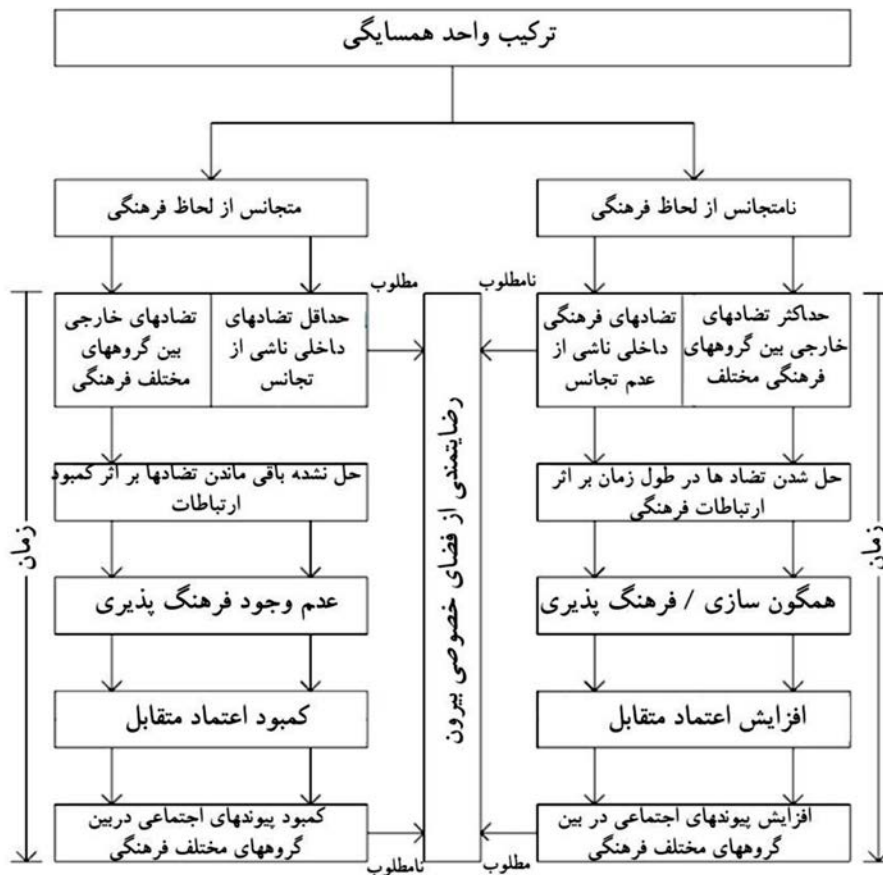 ترکیب واحد همسایگی
نامتجانس از لحاظ فرهنگی
متجانس از لحاظ فرهنگی
حداکثر تضادهای
خارجی بین گروههای
فرهنگی مختلف
تضادهای فرهنگی
داخلی ناشی از
عدم تجانس
نامطلوب
مطلوب
حداقل تضادهای
داخلی ناشی از
تجانس
تضادهای خارجی
بین گروههای
مختلف فرهنگی
حل شدن تضاد ها در طول زمان بر اثر
ارتباطات فرهنگی
حل نشده باقی ماندن تضادها بر اثر کمبود
ارتباطات
همگون سازی / فرهنگ پذیری
عدم وجود فرهنگ پذیری
افزایش اعتماد متقابل
کمبود اعتماد متقابل
افزایش پیوندهای اجتماعی در بین
گروههای مختلف فرهنگی
کمبود پیوندهای اجتماعی دربین
گروههای مختلف فرهنگی
مطلوب
نامطلوب
رضایتمندی از فضای خصوصی بیرون
زمان
زمان